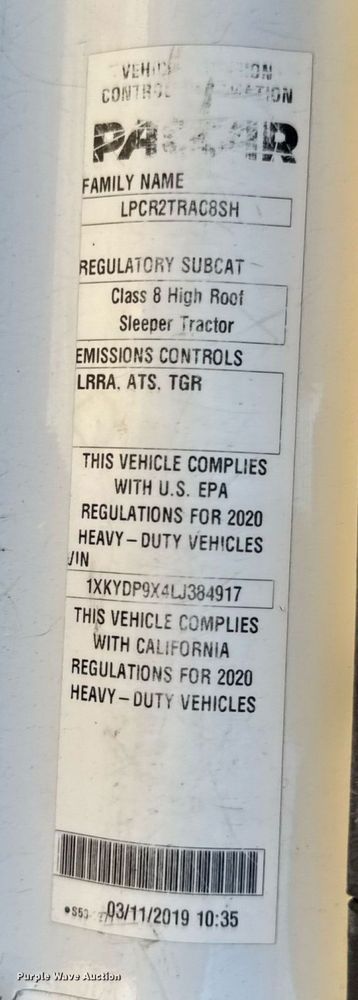 PACCAR
FAMILY NAME
LPCR2TRAC8SH
REGULATORY SUBCAT
Class 8 High Roof
Sleeper Tractor
EMISSIONS CONTROLS
LRRA. ATS. TGR
THIS VEHICLE COMPLIES
WITH U.S. EPA
REGULATIONS FOR 2020
HEAVY-DUTY VEHICLES
VIN
1XKYDP9X4LJ384917
THIS VEHICLE COMPLIES
WITH CALIFORNIA
REGULATIONS FOR 2020
HEAVY-DUTY VEHICLES
03/11/2019 10:35
Purple Wave Auction